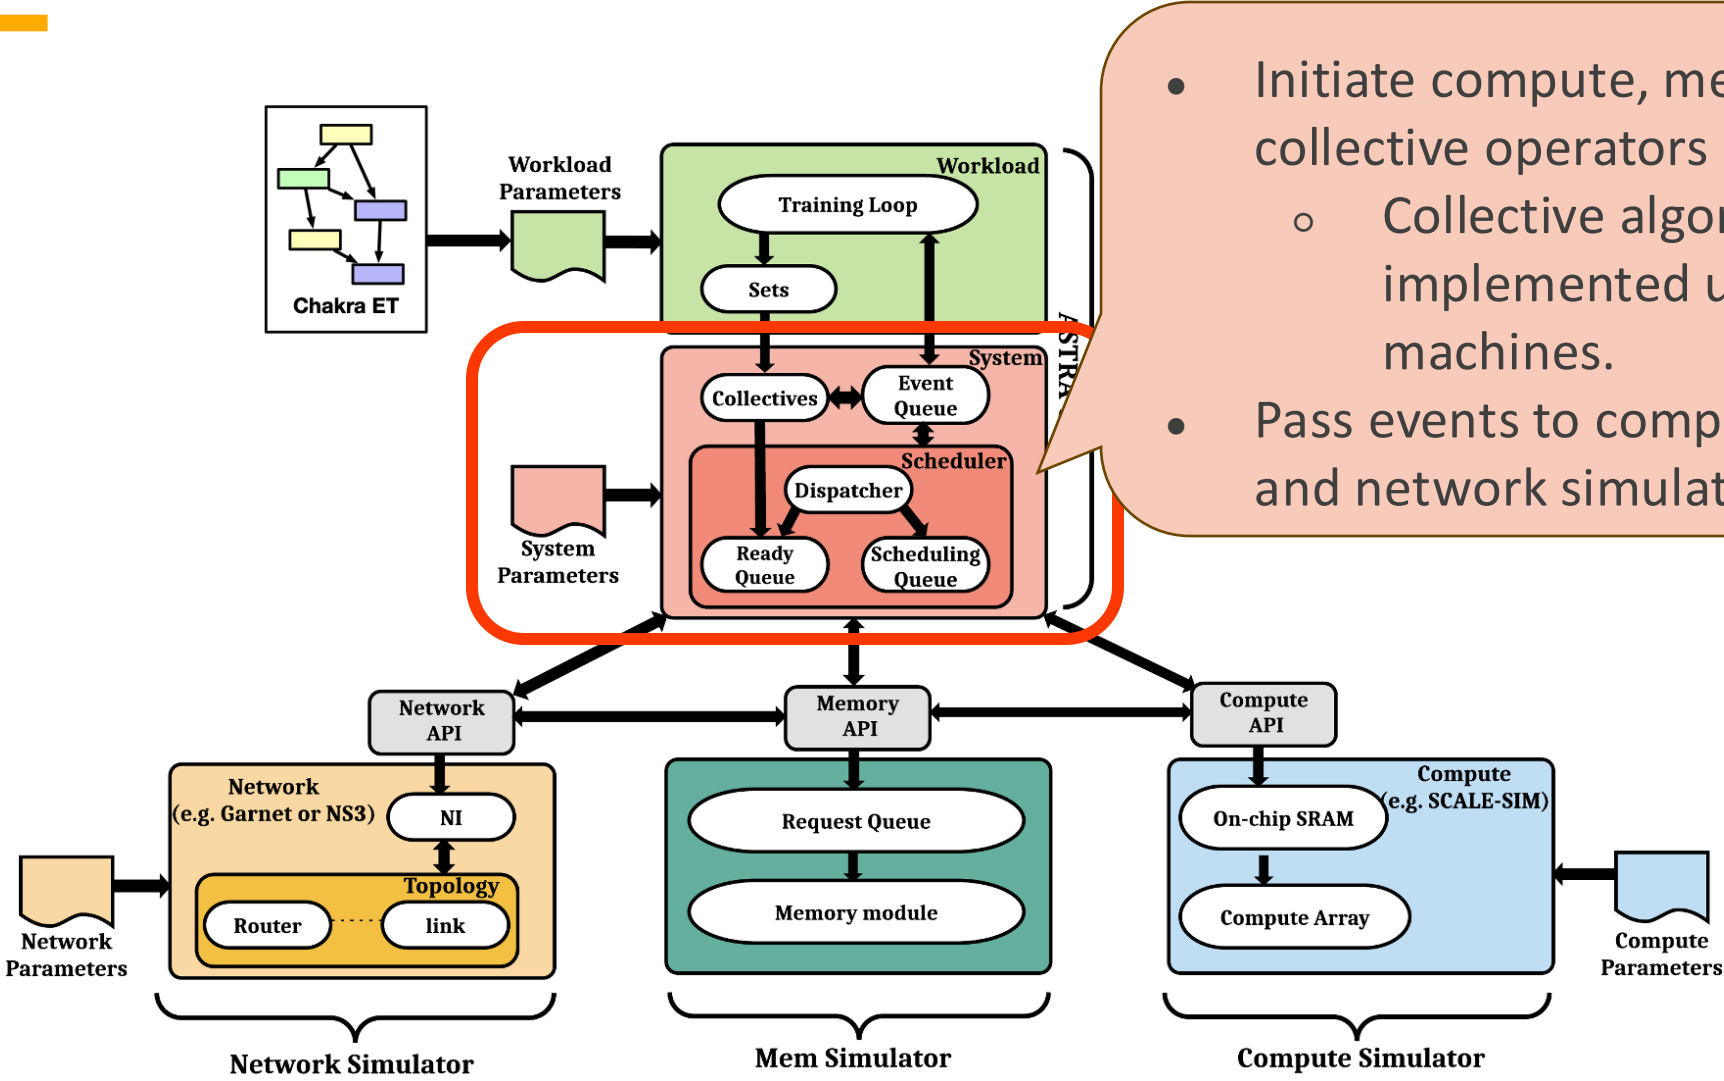 Initiate compute, me
collective operators
Collective algor
implemented u
machines.
Pass events to comp
and network simulat
Chakra ET
Workload
Parameters
Workload
Training Loop
Sets
System
Collectives
Event
Queue
Scheduler
Dispatcher
Ready
Queue
Scheduling
Queue
System
Parameters
ASTRA
Network
API
Memory
API
Compute
API
Network
(e.g. Garnet or NS3)
NI
Topology
Router
link
Network
Parameters
Request Queue
Memory module
Compute
(e.g. SCALE-SIM)
On-chip SRAM
Compute Array
Compute
Parameters
Network Simulator
Mem Simulator
Compute Simulator